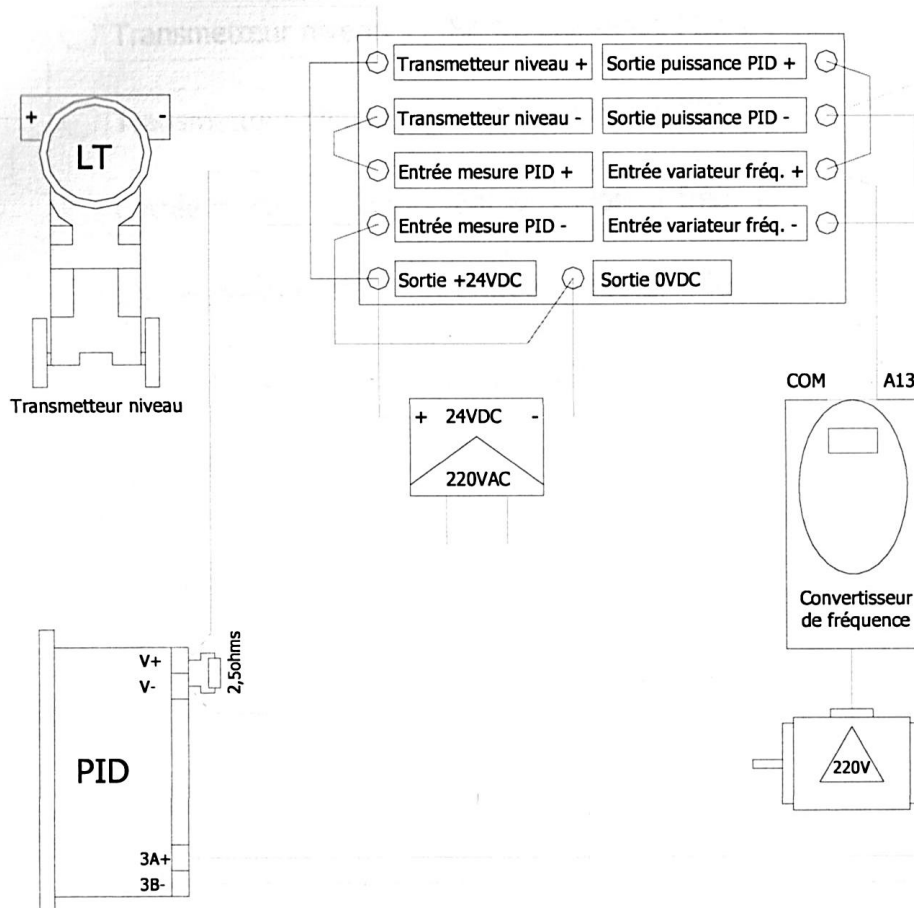 Transmetteur niveau +
Sortie puissance PID +
Transmetteur niveau -
Sortie puissance PID -
Entrée mesure PID +
Entrée variateur fréq. +
Entrée mesure PID -
Entrée variateur fréq. -
Sortie +24VDC
Sortie 0VDC
+ -
LT
Transmetteur niveau
+ 24VDC -
220VAC
COM A13
Convertisseur
de fréquence
220V
V+
V-
2,5ohms
PID
3A+
3B-